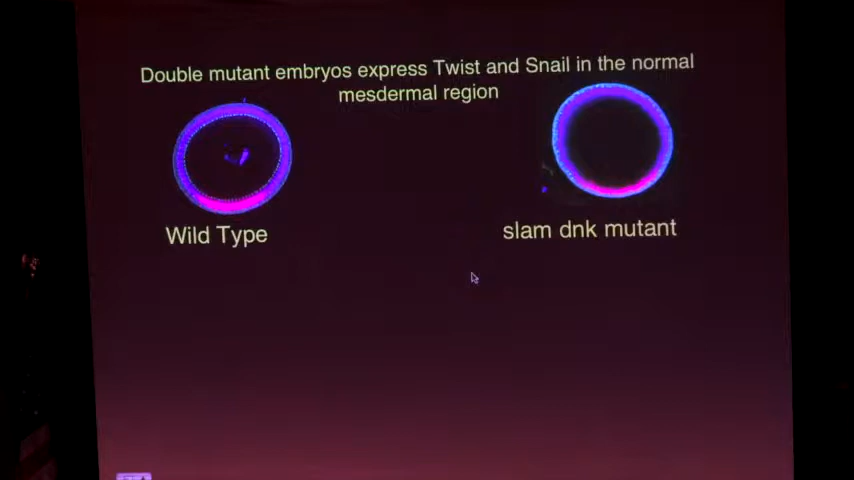 Double mutant embryos express Twist and Snail in the normal
mesdermal region
Wild Type
slam dnk mutant